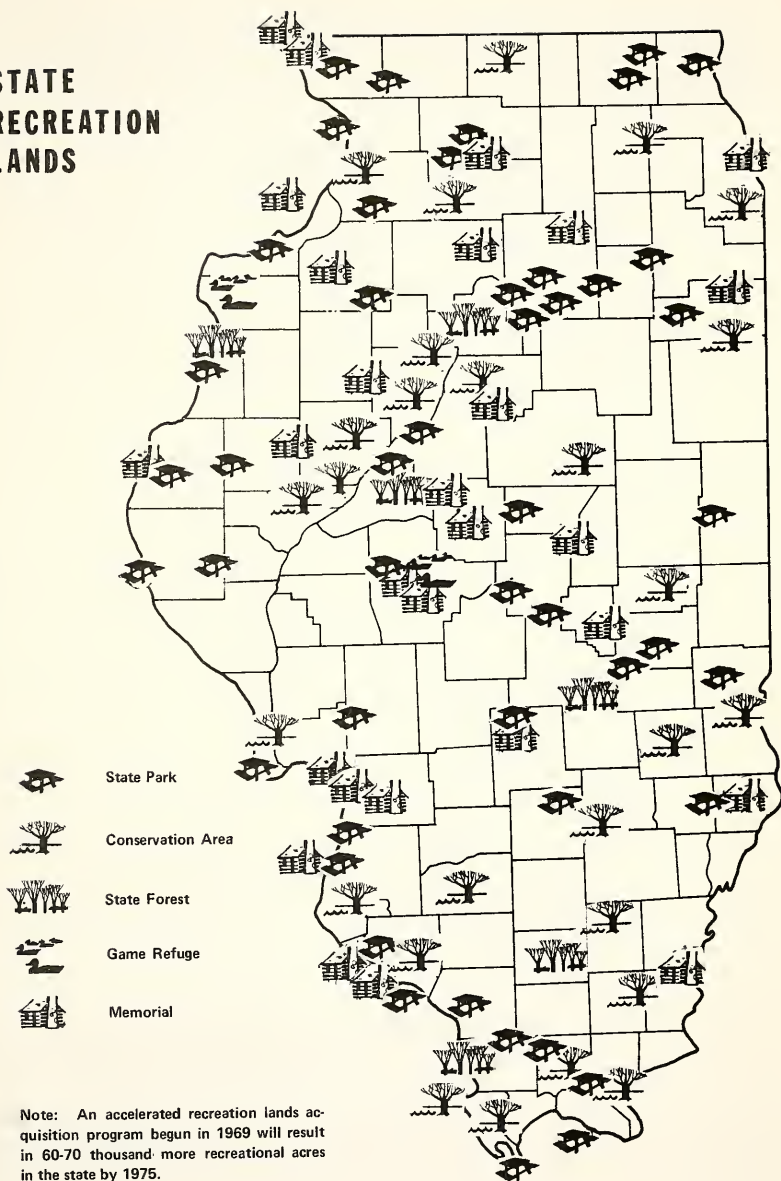 STATE
RECREATION
LANDS
State Park
Conservation Area
State Forest
Game Refuge
Memorial
Note: An accelerated recreation lands ac-
quisition program begun in 1969 will result
in 60-70 thousand more recreational acres
in the state by 1975.